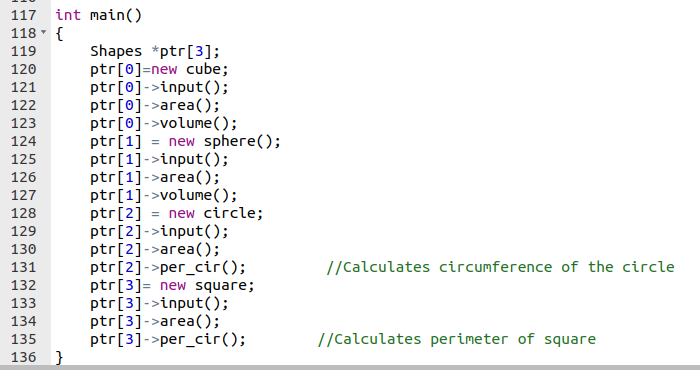 117 int main()
118 {
119 Shapes *ptr[3];
120 ptr[0]=new cube;
121 ptr[0]->input();
122 ptr[0]->area();
123 ptr[0]->volume();
124 ptr[1] = new sphere();
125 ptr[1]->input();
126 ptr[1]->area();
127 ptr[1]->volume();
128 ptr[2] = new circle;
129 ptr[2]->input();
130 ptr[2]->area();
131 ptr[2]->per_cir(); //Calculates circumference of the circle
132 ptr[3]= new square;
133 ptr[3]->input();
134 ptr[3]->area();
135 ptr[3]->per_cir(); //Calculates perimeter of square
136 }